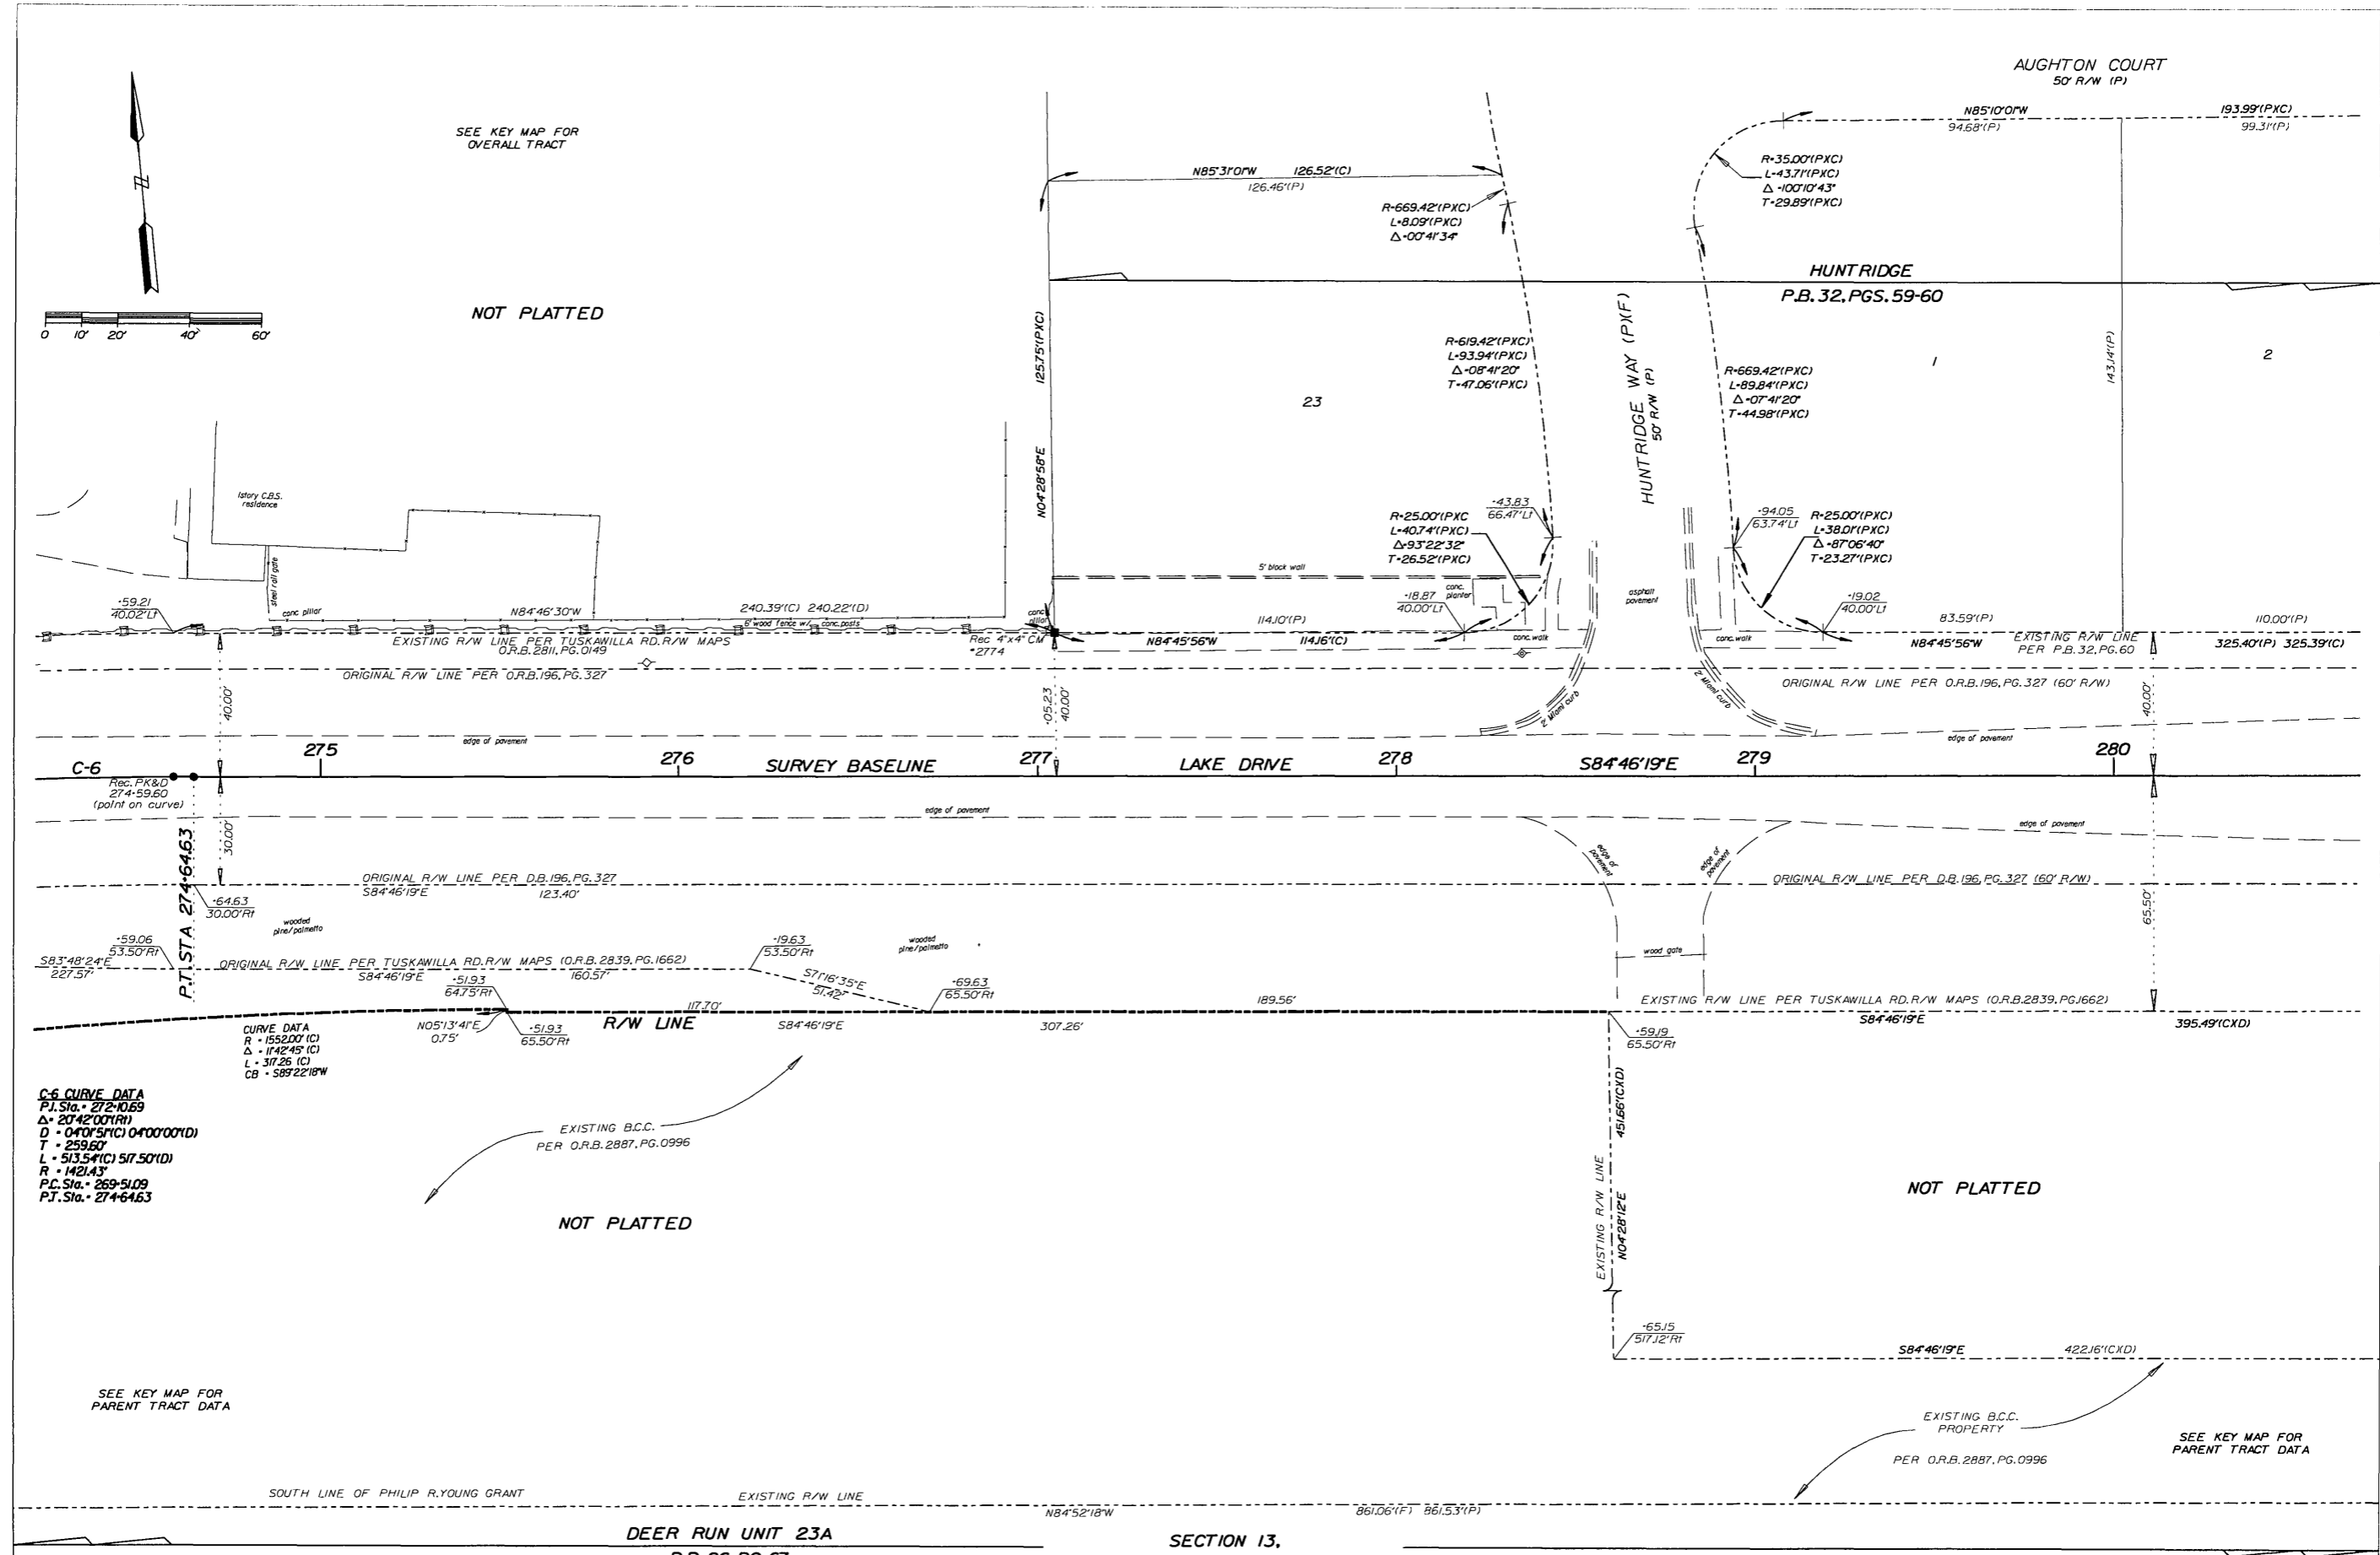 AUGHTON COURT
50' R/W (P)
N85°10'01"W
193.99'(P)(C)
94.68'(P)
99.31'(P)
SEE KEY MAP FOR
OVERALL TRACT
N85°31'01"W 126.52'(C)
126.46'(P)
R=35.00'(P)(C)
L=43.71'(P)(C)
Δ =100°10'43"
T=29.89'(P)(C)
R=669.42'(P)(C)
L=8.09'(P)(C)
Δ=00°41'34"
HUNTRIDGE
P.B. 32, PGS. 59-60
NOT PLATTED
0 10' 20' 40' 60'
125.75'(P)(C)
N04°28'58"E
R=619.42'(P)(C)
L=93.94'(P)(C)
Δ=08°41'20"
T=47.06'(P)(C)
HUNTRIDGE WAY (P)(F)
50' R/W (P)
R=669.42'(P)(C)
L=89.84'(P)(C)
Δ=07°41'20"
T=44.98'(P)(C)
1
2
143.14'(P)
23
1story C.B.S.
residence
steel rail gate
+43.83
66.47'Lt
R=25.00'(P)(C
L=40.74'(P)(C)
Δ=93°22'32"
T=26.52'(P)(C)
+94.05
63.74'Lt
R=25.00'(P)(C)
L=38.01'(P)(C)
Δ =87°06'40"
T=23.27'(P)(C)
5' block wall
conc.
planter
asphalt
pavement
+59.21
40.02'Lt
conc pillar
N84°46'30"W
240.39'(C) 240.22'(D)
6' wood fence w/ conc.posts
conc
pillar
+18.87
40.00'Lt
+19.02
40.00'Lt
114.10'(P)
83.59'(P)
110.00'(P)
EXISTING R/W LINE PER TUSKAWILLA RD. R/W MAPS
O.R.B. 2811, PG. 0149
Rec 4"x4" CM
#2774
N84°45'56"W 114.16'(C)
conc. walk
conc. walk
N84°45'56"W
EXISTING R/W LINE
PER P.B. 32, PG. 60
325.40'(P) 325.39'(C)
ORIGINAL R/W LINE PER O.R.B. 196, PG. 327
ORIGINAL R/W LINE PER O.R.B. 196, PG. 327 (60' R/W)
40.00'
+05.23
40.00'
2' Miami curb
2' Miami curb
40.00'
edge of pavement
edge of pavement
C-6
275
276
SURVEY BASELINE
277
LAKE DRIVE
278
S84°46'19"E
279
280
Rec. PK&D
274+59.60
(point on curve)
P.T. STA 274+64.63
30.00'
edge of pavement
edge of pavement
edge of
pavement
edge of
pavement
ORIGINAL R/W LINE PER D.B. 196, PG. 327
S84°46'19"E
123.40'
ORIGINAL R/W LINE PER D.B. 196, PG. 327 (60' R/W)
+64.63
30.00'Rt
wooded
pine/palmetto
65.50'
+59.06
53.50'Rt
+19.63
53.50'Rt
wooded
pine/palmetto
wood gate
S83°48'24"E
227.57'
ORIGINAL R/W LINE PER TUSKAWILLA RD. R/W MAPS (O.R.B. 2839, PG. 1662)
S84°46'19"E
160.57'
S71°16'35"E
51.42'
+51.93
64.75'Rt
+69.63
65.50'Rt
117.70'
189.56'
EXISTING R/W LINE PER TUSKAWILLA RD. R/W MAPS (O.R.B. 2839, PG.1662)
CURVE DATA
R = 1552.00' (C)
Δ = 11°42'45" (C)
L = 317.26 (C)
CB = S89°22'18"W
N05°13'41"E
0.75'
+51.93
65.50'Rt
R/W LINE
S84°46'19"E
307.26'
S84°46'19"E
395.49'(C)(D)
+59.19
65.50'Rt
C-6 CURVE DATA
P.I. Sta. = 272+10.69
Δ= 20°42'00"(Rt)
D = 04°01'51"(C) 04°00'00"(D)
T = 259.60'
L = 513.54'(C) 517.50'(D)
R = 1421.43'
P.C. Sta. = 269+51.09
P.T. Sta. = 274+64.63
EXISTING B.C.C.
PER O.R.B. 2887, PG. 0996
NOT PLATTED
EXISTING R/W LINE
N04°28'12"E
451.66'(C)(D)
NOT PLATTED
+65.15
517.12'Rt
S84°46'19"E
422.16'(C)(D)
SEE KEY MAP FOR
PARENT TRACT DATA
EXISTING B.C.C.
PROPERTY
PER O.R.B. 2887, PG. 0996
SEE KEY MAP FOR
PARENT TRACT DATA
SOUTH LINE OF PHILIP R. YOUNG GRANT
EXISTING R/W LINE
N84°52'18"W
861.06'(F) 861.53'(P)
DEER RUN UNIT 23A
SECTION 13,